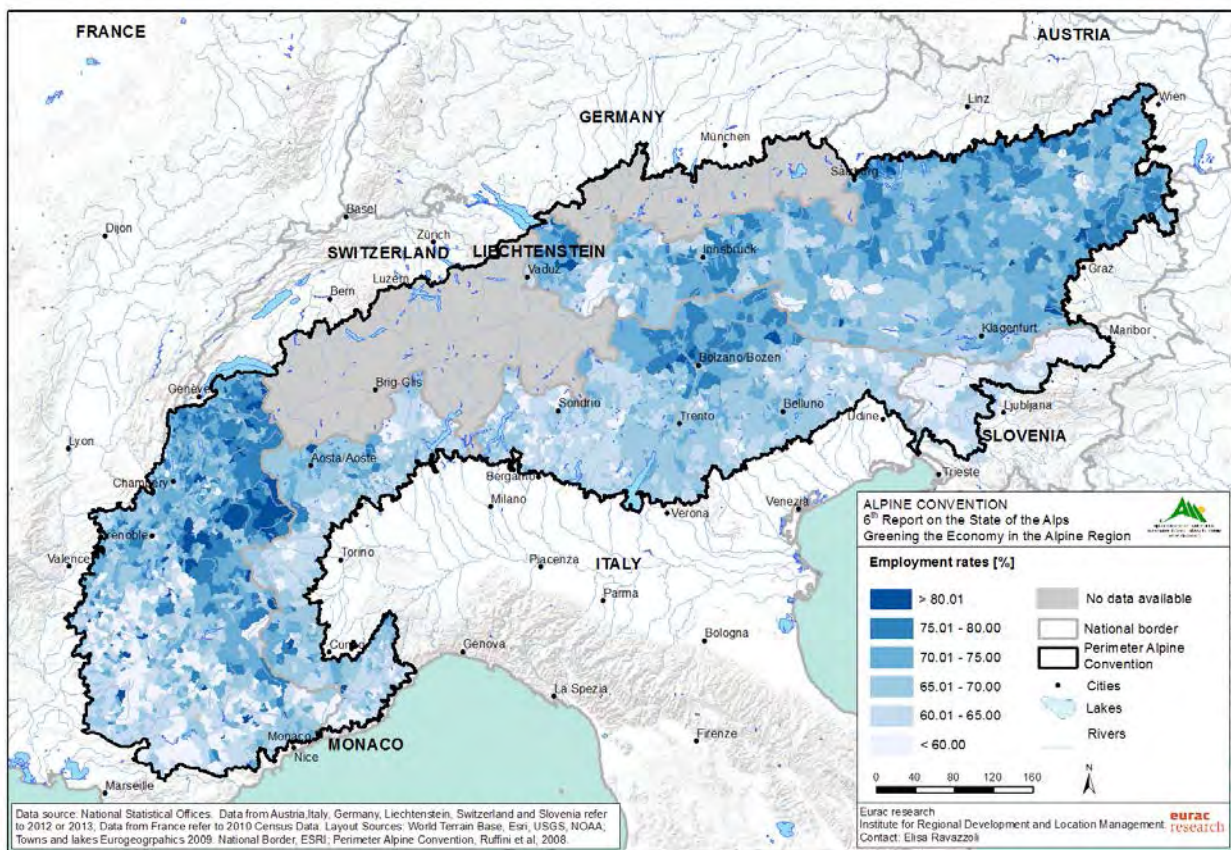 FRANCE
AUSTRIA
Linz
Wien
GERMANY
München
Salzburg
Basel
Dijon
Zürich
SWITZERLAND
LIECHTENSTEIN
Innsbruck
Vaduz
Luzern
Graz
Bern
Klagenfurt
Maribor
Bolzano/Bozen
Brig-Glis
Genève
Sondrio
Belluno
Trento
Udine
Ljubljana
SLOVENIA
Lyon
Aosta/Aoste
Trieste
Chambéry
Bergamo
Milano
Venezia
Verona
Grenoble
Valence
Torino
Piacenza
ITALY
Parma
Cuneo
Genova
Bologna
La Spezia
Firenze
Monaco
MONACO
Nice
Marseille
ALPINE CONVENTION
6th Report on the State of the Alps
Greening the Economy in the Alpine Region
Employment rates [%]
> 80.01
75.01 - 80.00
70.01 - 75.00
65.01 - 70.00
60.01 - 65.00
< 60.00
No data available
National border
Perimeter Alpine
Convention
Cities
Lakes
Rivers
N
0 40 80 120 160
Eurac research
Institute for Regional Development and Location Management.
Contact: Elisa Ravazzoli
eurac
research
Data source: National Statistical Offices. Data from Austria,Italy, Germany, Liechtenstein, Switzerland and Slovenia refer
to 2012 or 2013; Data from France refer to 2010 Census Data. Layout Sources: World Terrain Base, Esri, USGS, NOAA;
Towns and lakes Eurogeogrpahics 2009. National Border, ESRI; Perimeter Alpine Convention, Ruffini et al, 2008.